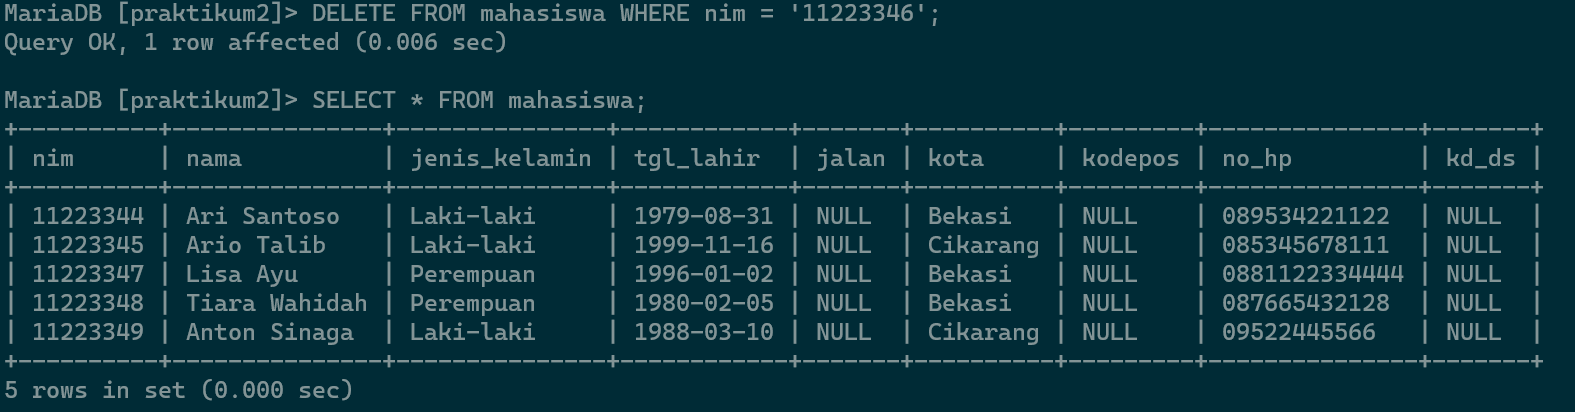 MariaDB [praktikum2]> DELETE FROM mahasiswa WHERE nim = '11223346';
Query OK, 1 row affected (0.006 sec)

MariaDB [praktikum2]> SELECT * FROM mahasiswa;
+----------+---------------+---------------+------------+-------+----------+---------+---------------+-------+
| nim      | nama          | jenis_kelamin | tgl_lahir  | jalan | kota     | kodepos | no_hp         | kd_ds |
+----------+---------------+---------------+------------+-------+----------+---------+---------------+-------+
| 11223344 | Ari Santoso   | Laki-laki     | 1979-08-31 | NULL  | Bekasi   | NULL    | 089534221122  | NULL  |
| 11223345 | Ario Talib    | Laki-laki     | 1999-11-16 | NULL  | Cikarang | NULL    | 085345678111  | NULL  |
| 11223347 | Lisa Ayu      | Perempuan     | 1996-01-02 | NULL  | Bekasi   | NULL    | 0881122334444 | NULL  |
| 11223348 | Tiara Wahidah | Perempuan     | 1980-02-05 | NULL  | Bekasi   | NULL    | 087665432128  | NULL  |
| 11223349 | Anton Sinaga  | Laki-laki     | 1988-03-10 | NULL  | Cikarang | NULL    | 09522445566   | NULL  |
+----------+---------------+---------------+------------+-------+----------+---------+---------------+-------+
5 rows in set (0.000 sec)